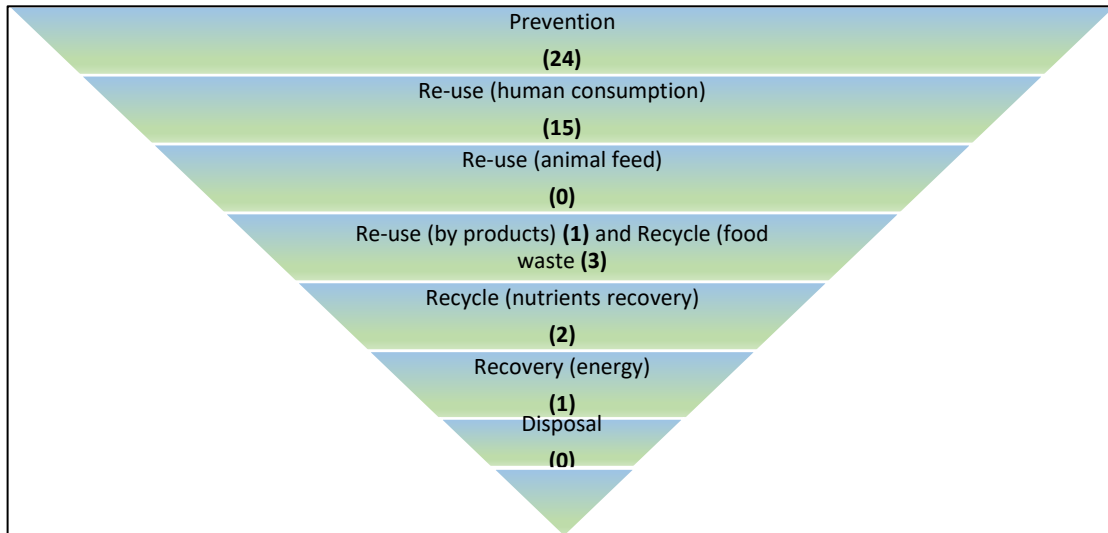 Prevention
(24)
Re-use (human consumption)
(15)
Re-use (animal feed)
(0)
Re-use (by products) (1) and Recycle (food
waste (3)
Recycle (nutrients recovery)
(2)
Recovery (energy)
(1)
Disposal
(0)